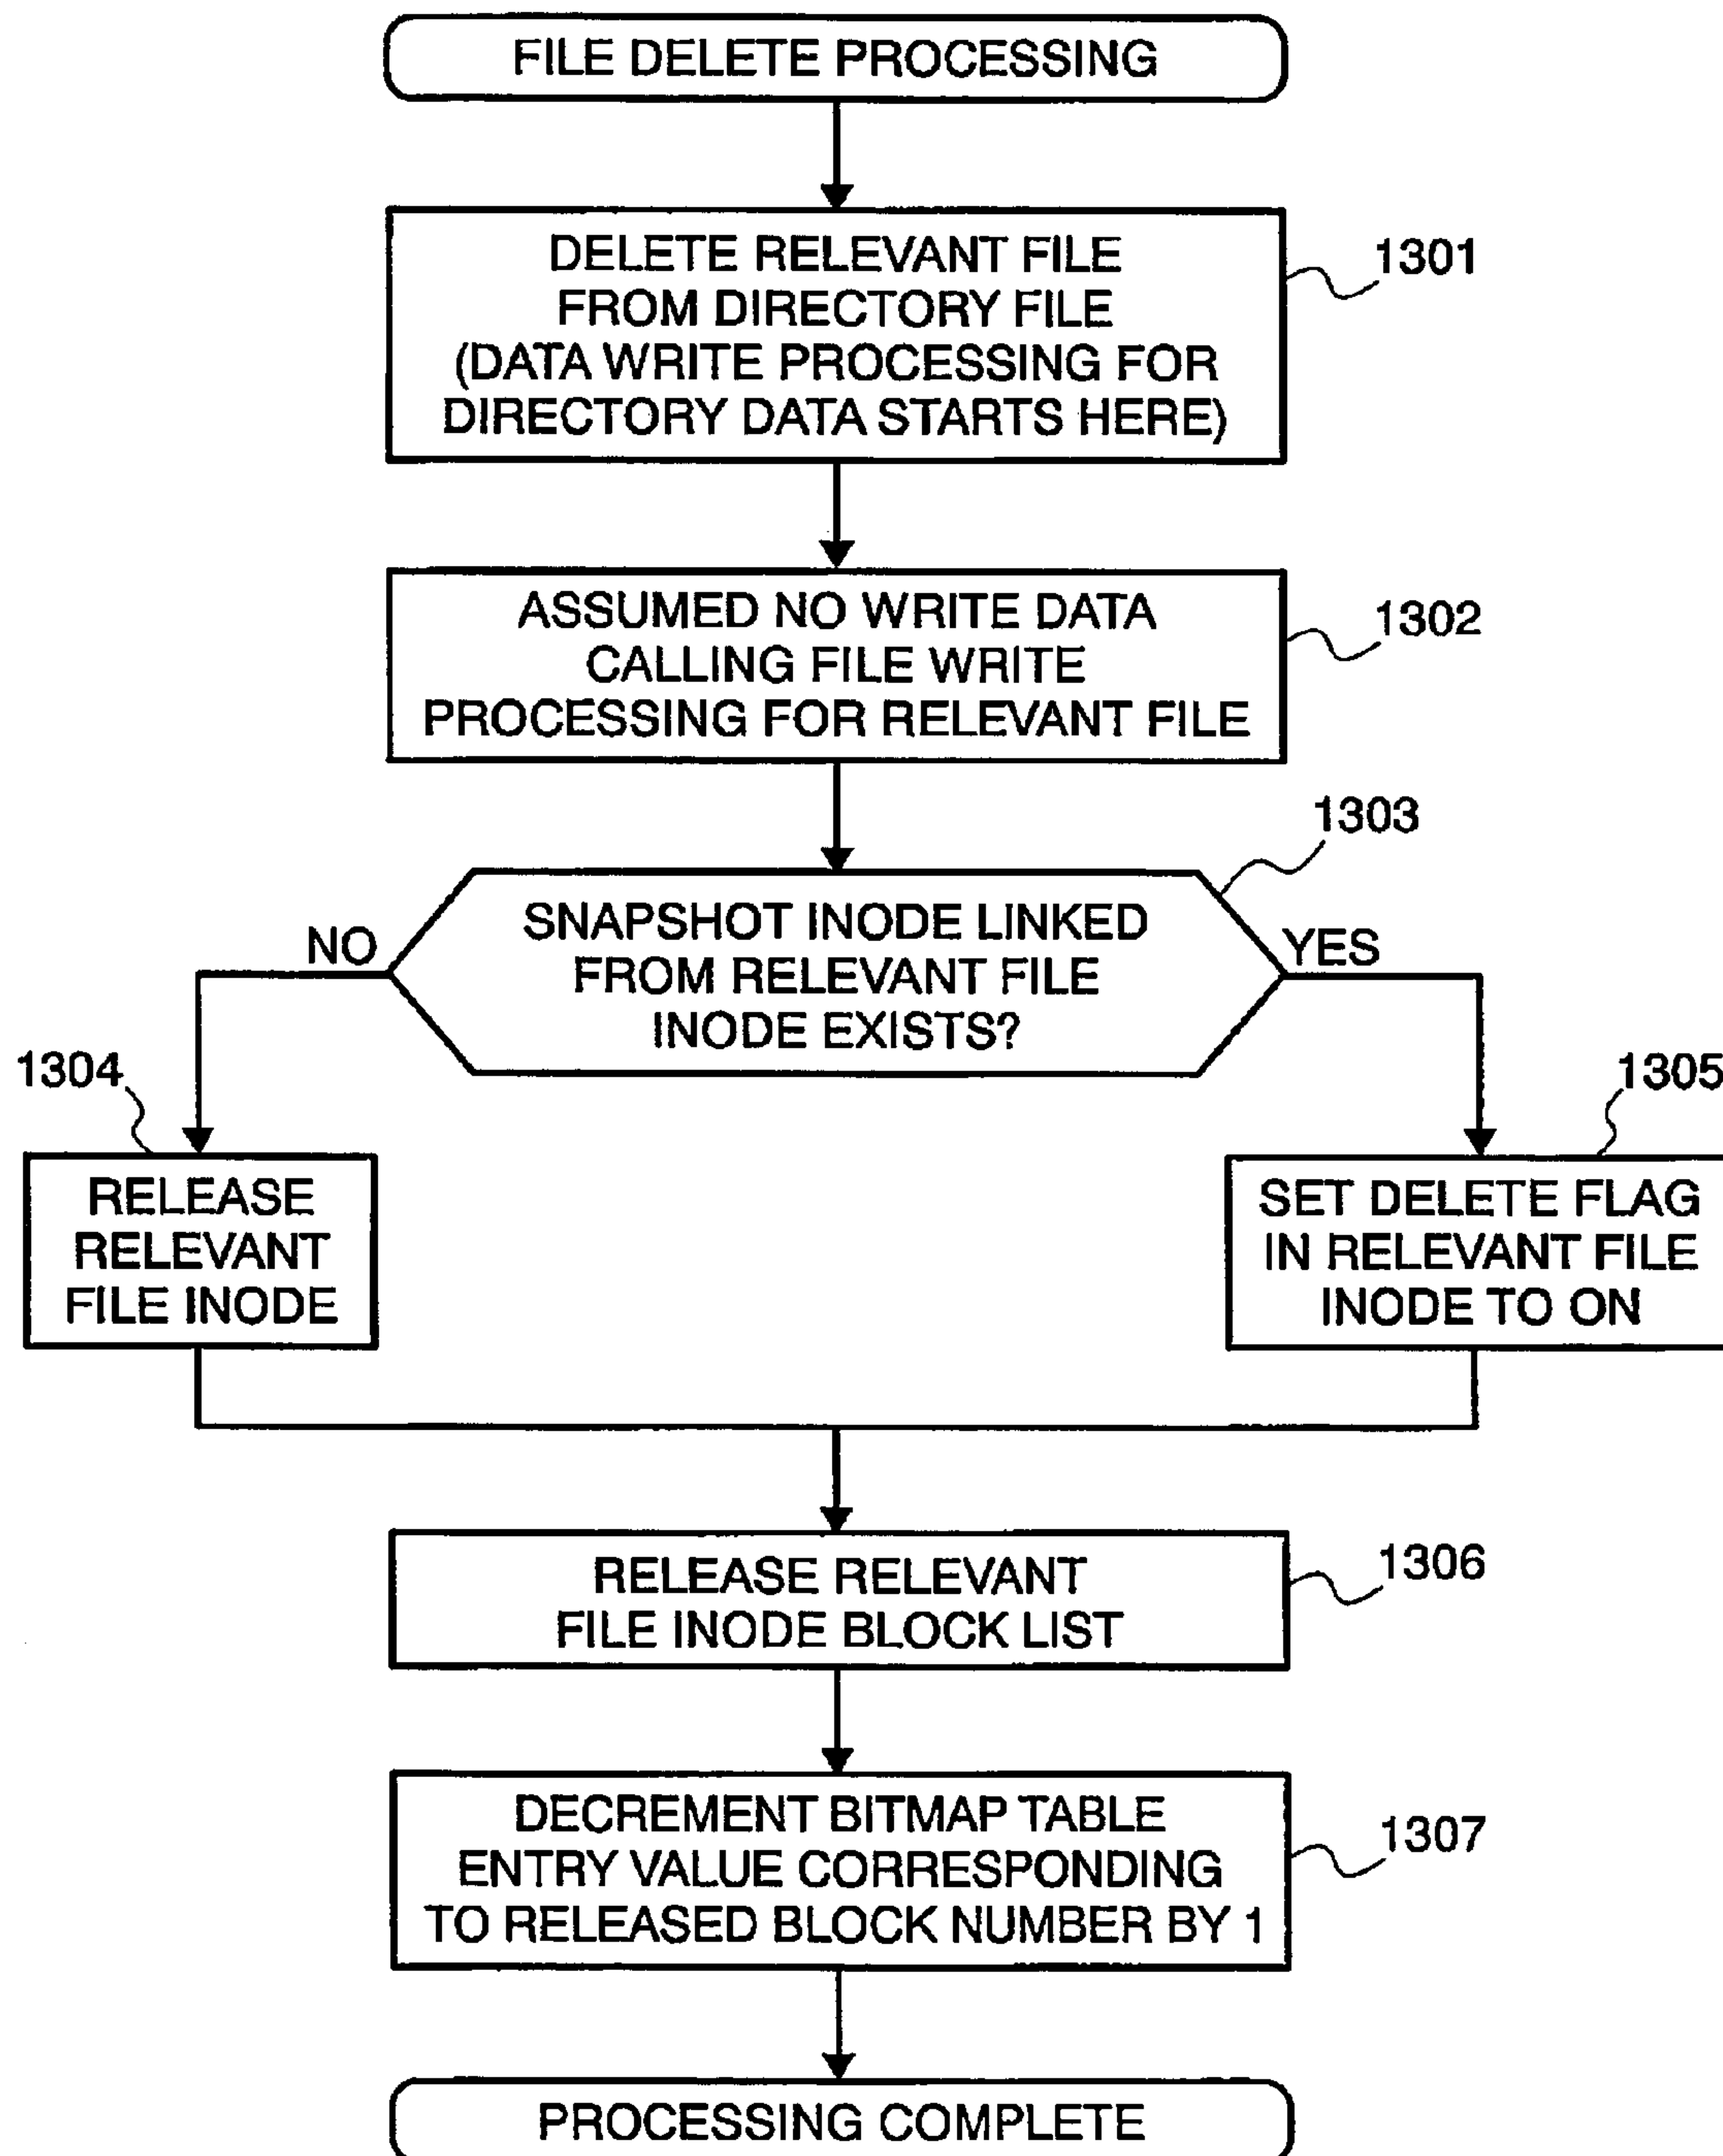 FILE DELETE PROCESSING
DELETE RELEVANT FILE
FROM DIRECTORY FILE
(DATA WRITE PROCESSING FOR
DIRECTORY DATA STARTS HERE)
1301
ASSUMED NO WRITE DATA
CALLING FILE WRITE
PROCESSING FOR RELEVANT FILE
1302
1303
SNAPSHOT INODE LINKED
FROM RELEVANT FILE
INODE EXISTS?
NO
YES
1304
RELEASE
RELEVANT
FILE INODE
1305
SET DELETE FLAG
IN RELEVANT FILE
INODE TO ON
RELEASE RELEVANT
FILE INODE BLOCK LIST
1306
DECREMENT BITMAP TABLE
ENTRY VALUE CORRESPONDING
TO RELEASED BLOCK NUMBER BY 1
1307
PROCESSING COMPLETE